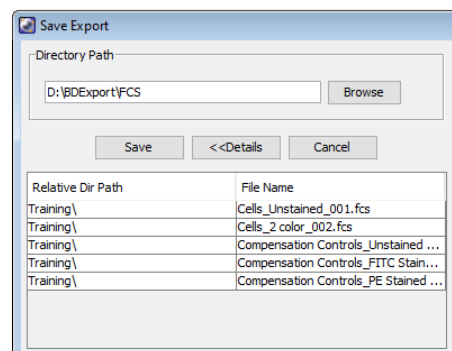 Save Export
Directory Path
D:\BDExport\FCS Browse
Save <<Details Cancel
Relative Dir Path File Name
Training\ Cells_Unstained_001.fcs
Training\ Cells_2 color_002.fcs
Training\ Compensation Controls_Unstained ...
Training\ Compensation Controls_FITC Stain...
Training\ Compensation Controls_PE Stained ...